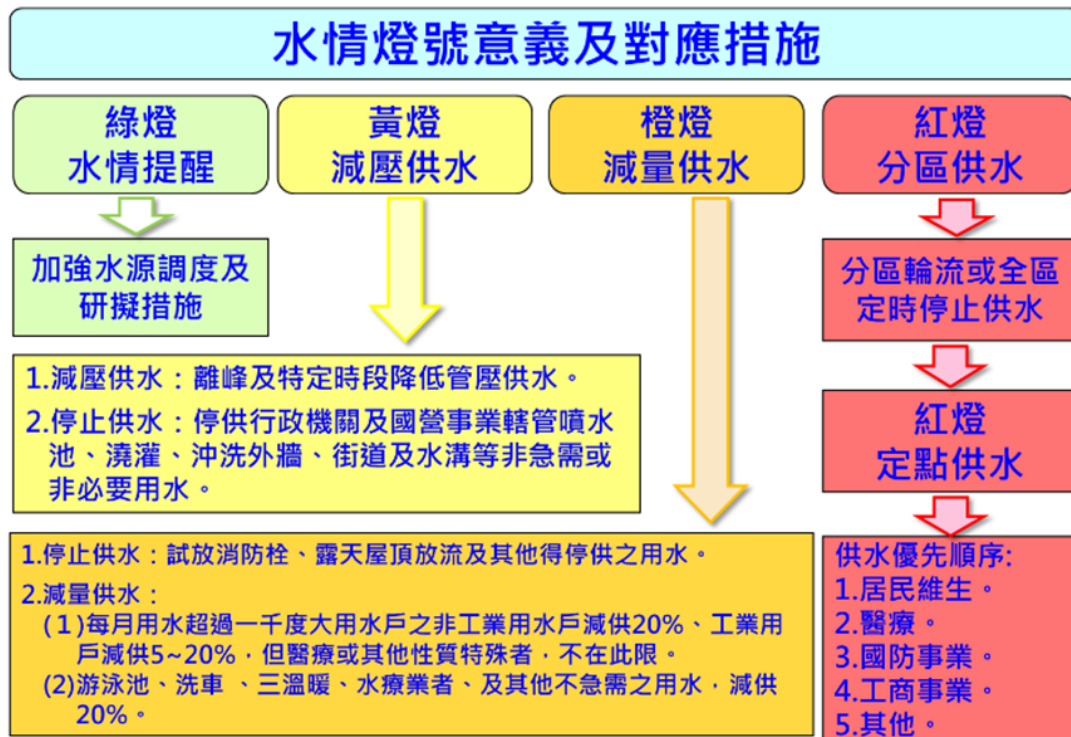 水情燈號意義及對應措施
綠燈
水情提醒
加強水源調度及
研擬措施
黃燈
減壓供水
1.減壓供水：離峰及特定時段降低管壓供水。
2.停止供水：停供行政機關及國營事業轄管噴水
池、澆灌、沖洗外牆、街道及水溝等非急需或
非必要用水。
橙燈
減量供水
1.停止供水：試放消防栓、露天屋頂放流及其他得停供之用水。
2.減量供水：
(１)每月用水超過一千度大用水戶之非工業用水戶減供20%、工業用
戶減供5~20%，但醫療或其他性質特殊者，不在此限。
(2)游泳池、洗車 、三溫暖、水療業者、及其他不急需之用水，減供
20%。
紅燈
分區供水
分區輪流或全區
定時停止供水
紅燈
定點供水
供水優先順序:
1.居民維生。
2.醫療。
3.國防事業。
4.工商事業。
5.其他。